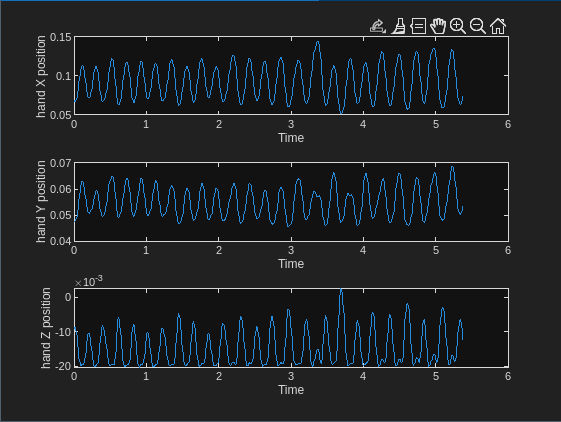 0.15
0.1
0.05
hand X position
0 1 2 3 4 5 6
Time
0.07
0.06
0.05
0.04
hand Y position
0 1 2 3 4 5 6
Time
×10⁻³
0
-10
-20
hand Z position
0 1 2 3 4 5 6
Time